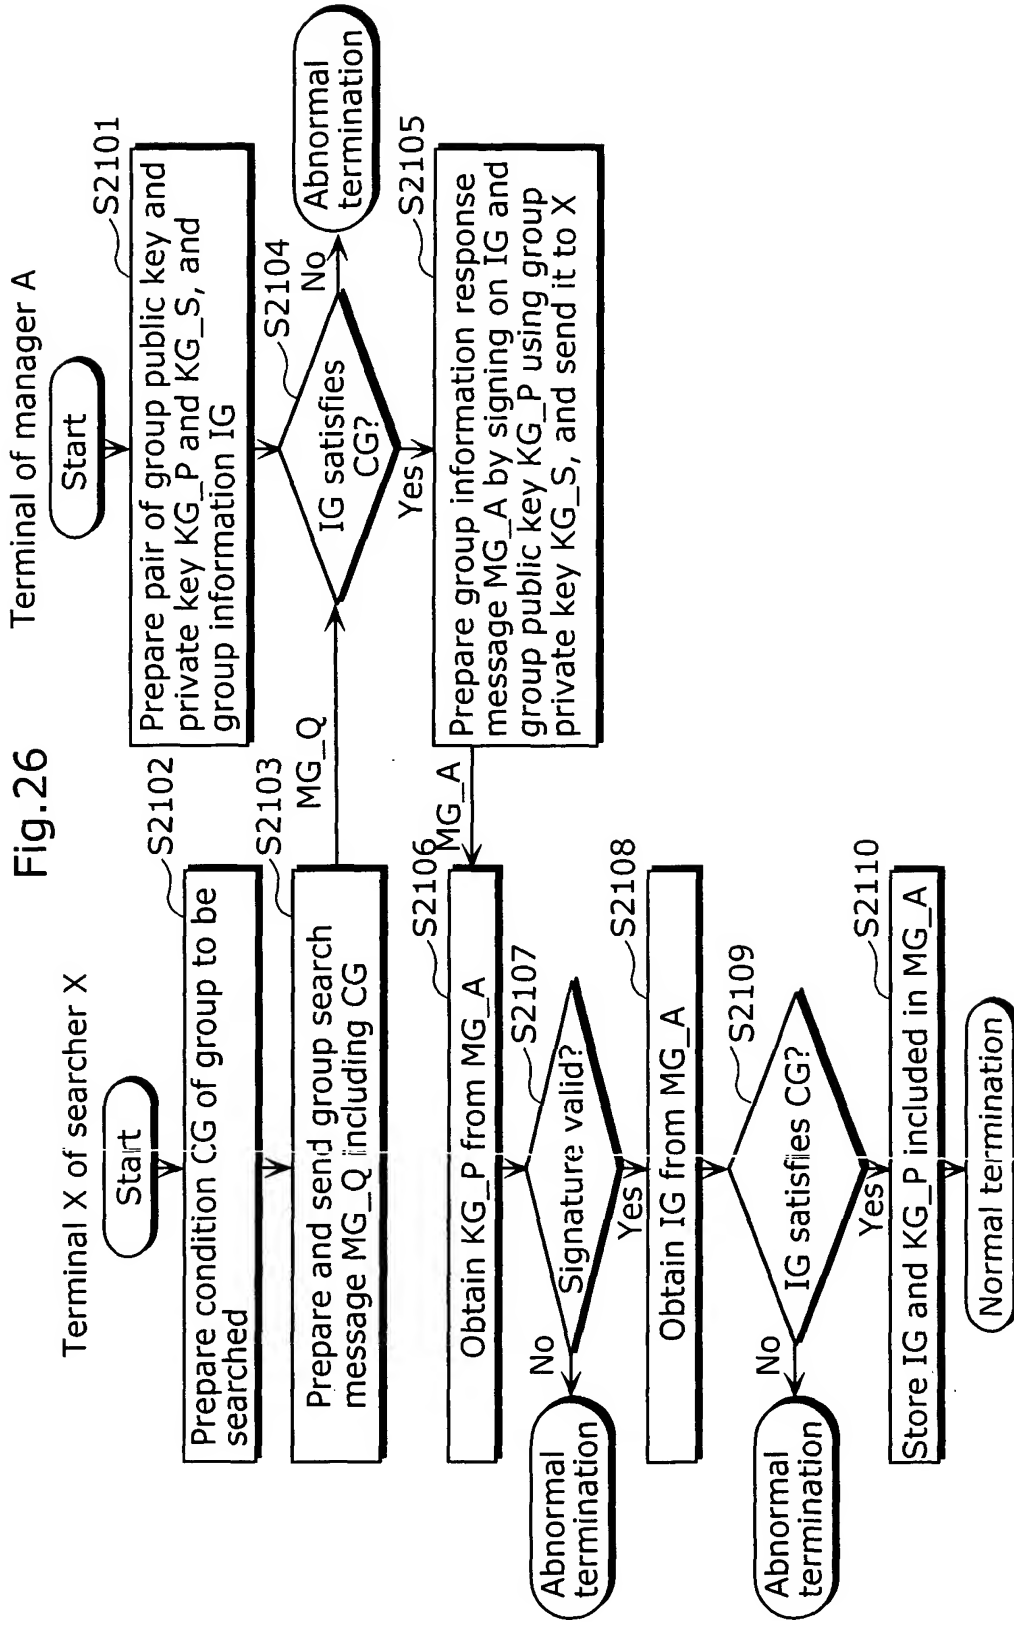 Fig.26
Terminal X of searcher X
Start
S2102
Prepare condition CG of group to be
searched
S2103
Prepare and send group search
message MG_Q including CG
MG_Q
S2106
MG_A
Obtain KG_P from MG_A
S2107
Signature valid?
No
Abnormal
termination
Yes
S2108
Obtain IG from MG_A
S2109
IG satisfies CG?
No
Abnormal
termination
Yes
S2110
Store IG and KG_P included in MG_A
Normal termination
Terminal of manager A
Start
S2101
Prepare pair of group public key and
private key KG_P and KG_S, and
group information IG
S2104
IG satisfies
CG?
No
Abnormal
termination
Yes
S2105
Prepare group information response
message MG_A by signing on IG and
group public key KG_P using group
private key KG_S, and send it to X